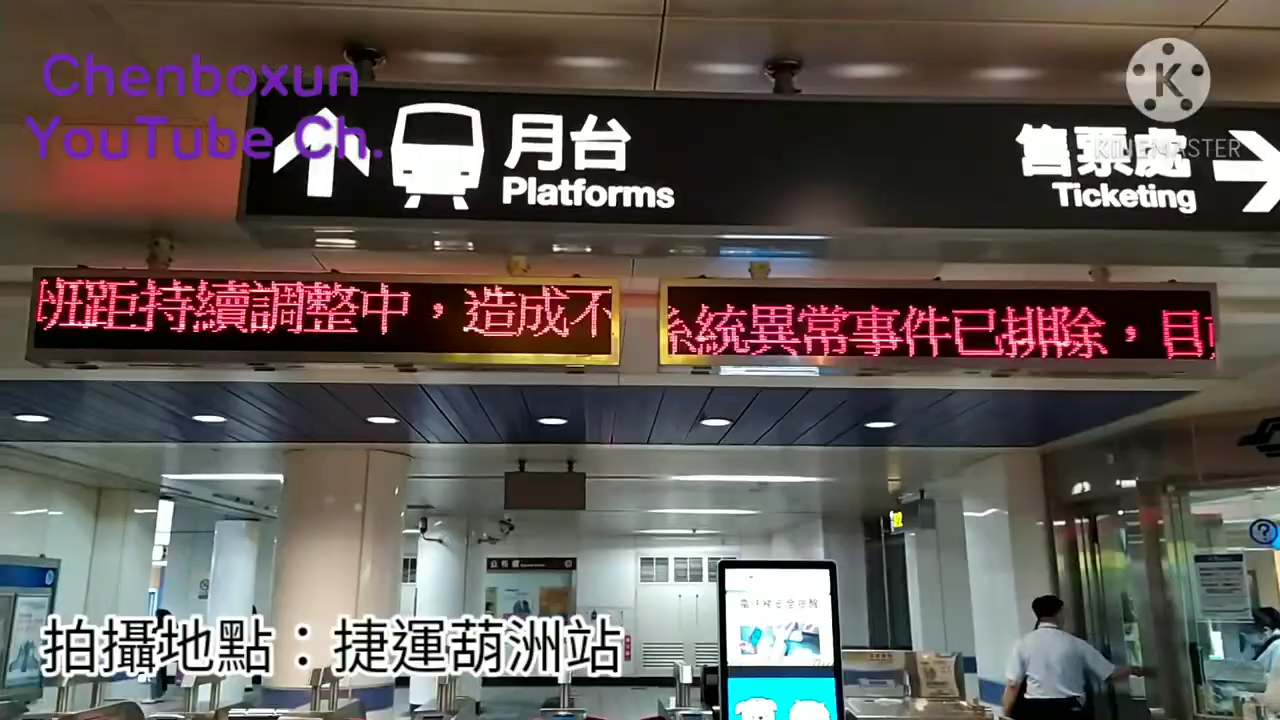 Chenboxun
YouTube Ch.
K
KINEMASTER
月台
Platforms
售票處
Ticketing
班距持續調整中，造成不
系統異常事件已排除，目
拍攝地點：捷運葫洲站